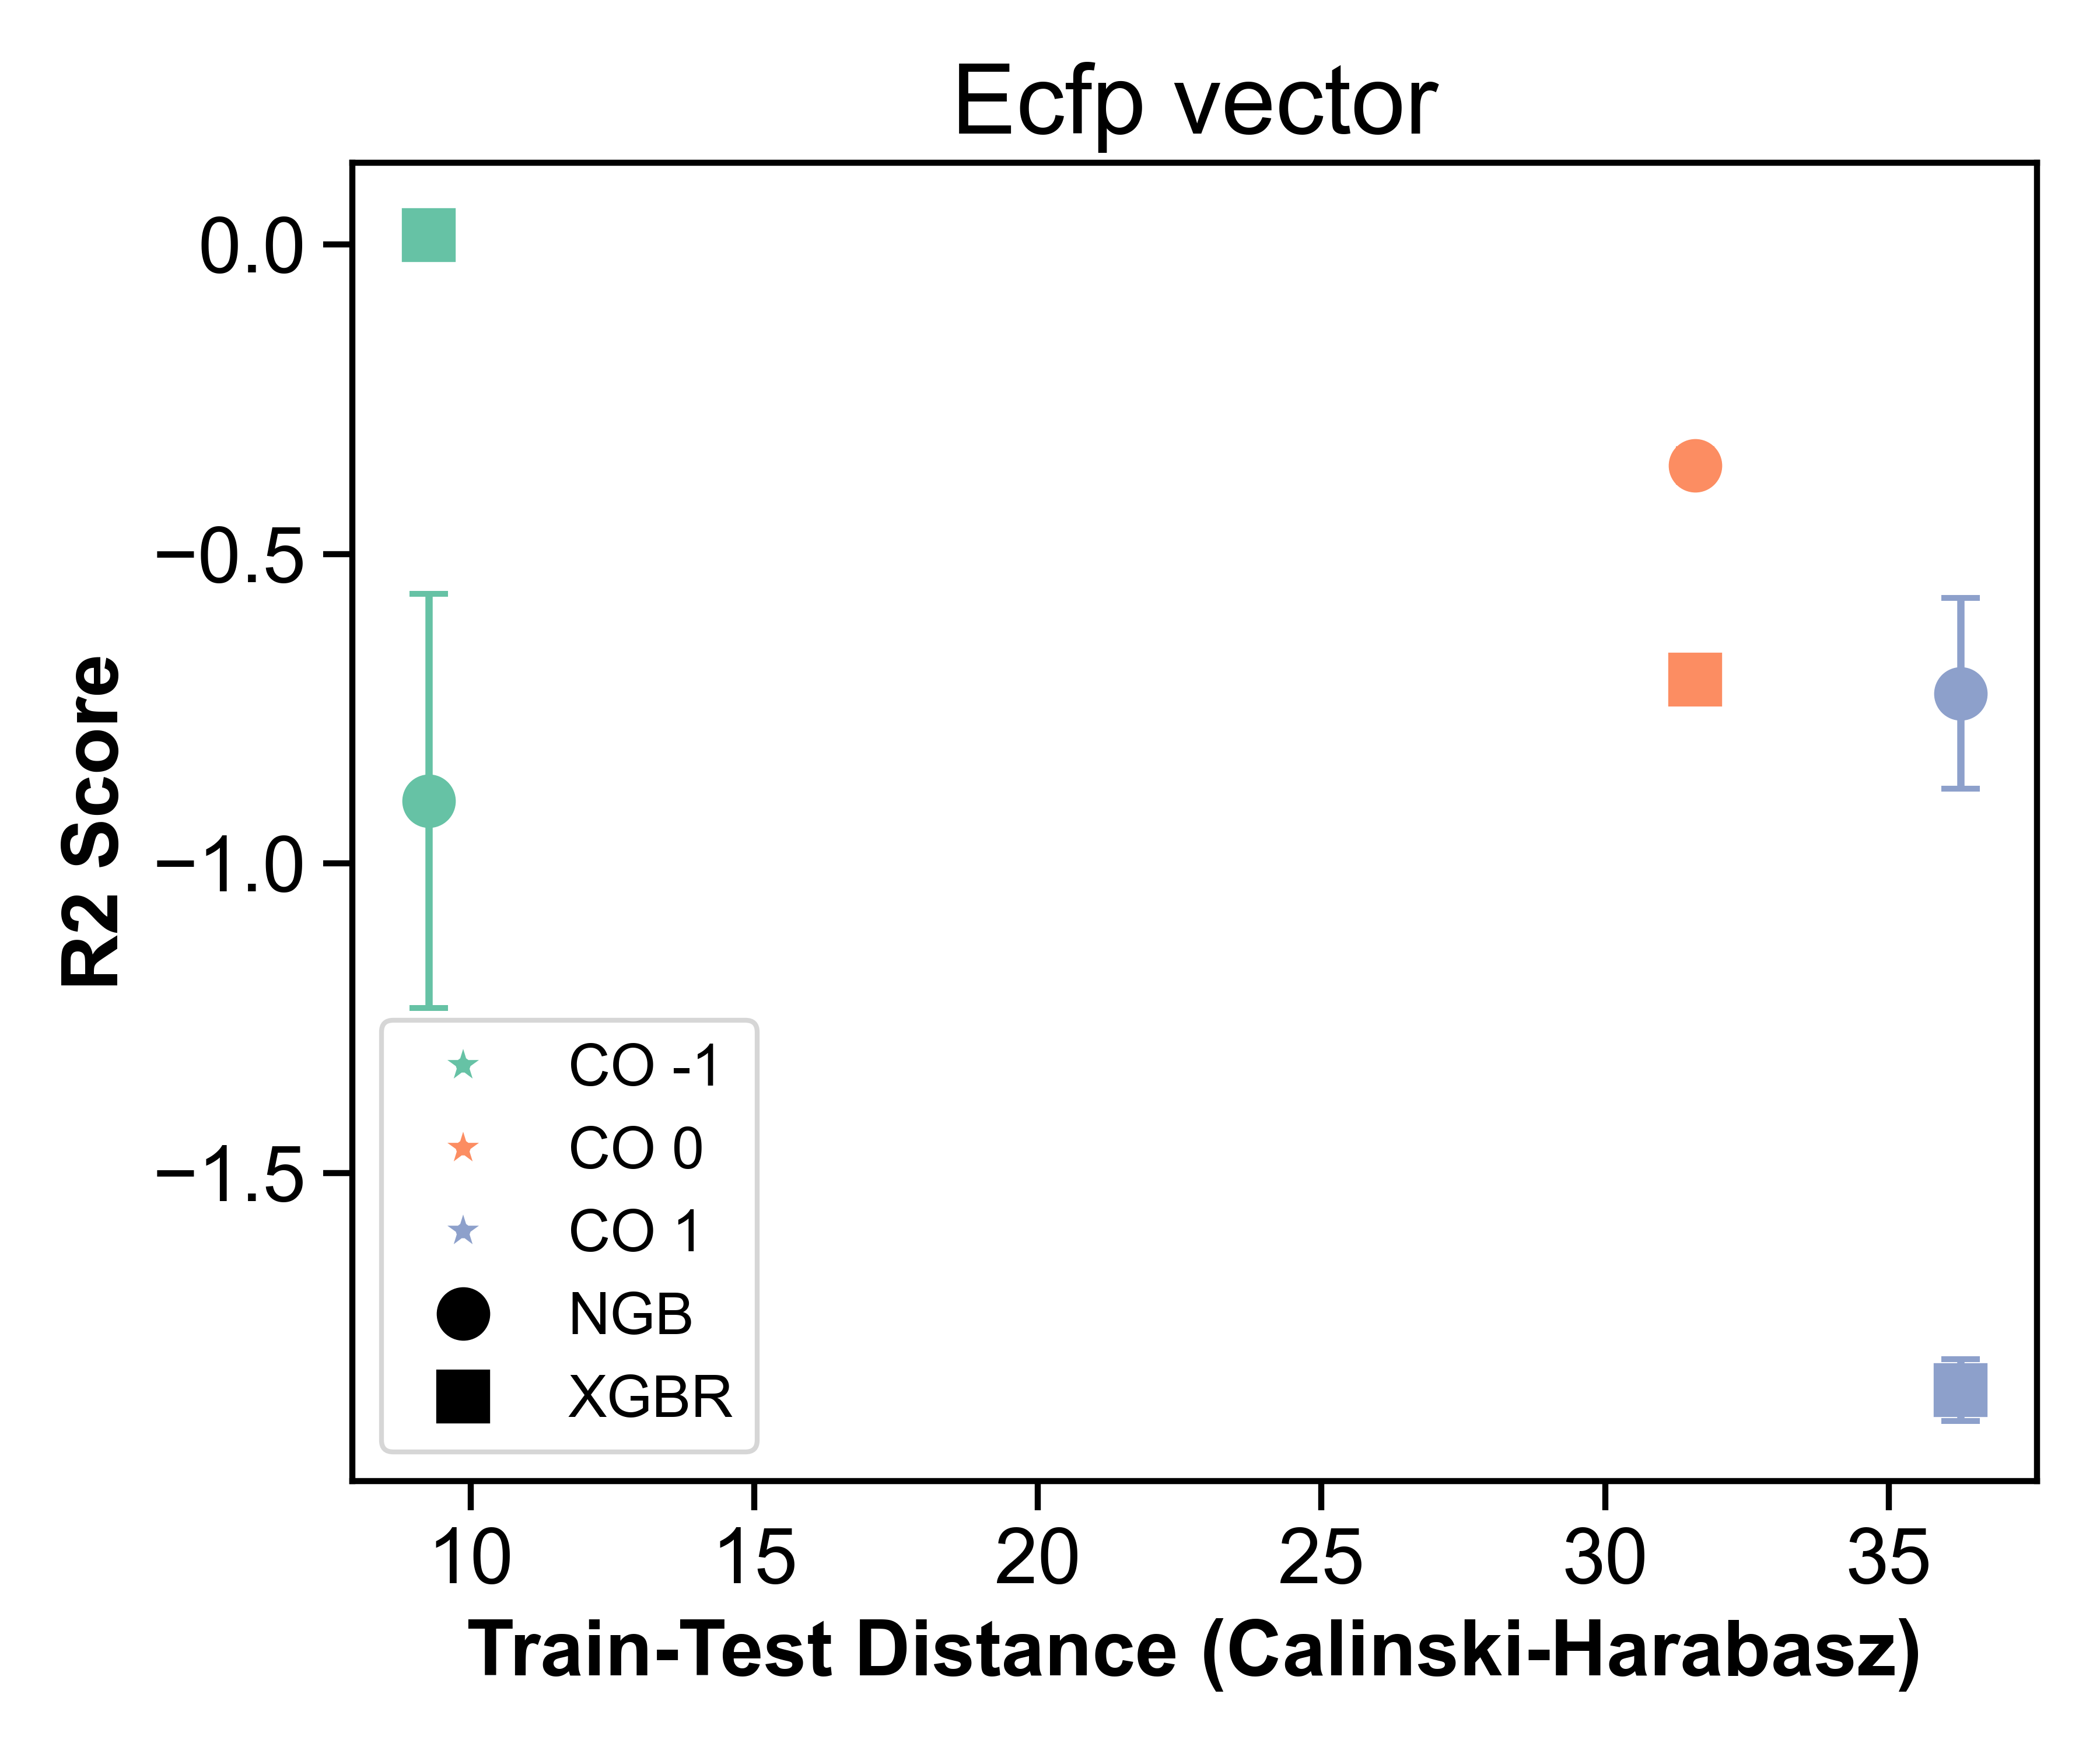 Ecfp vector
0.0
−0.5
−1.0
−1.5
R2 Score
CO -1
CO 0
CO 1
NGB
XGBR
10 15 20 25 30 35
Train-Test Distance (Calinski-Harabasz)